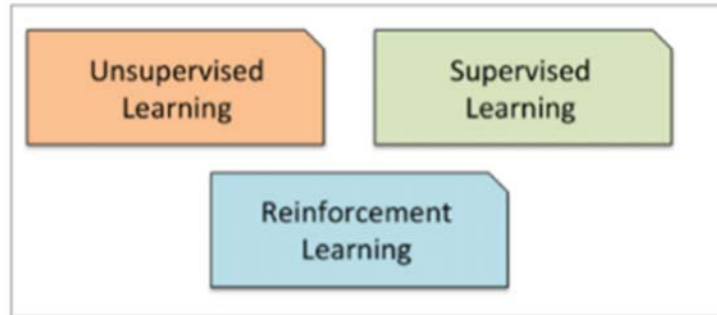 Unsupervised
Learning
Supervised
Learning
Reinforcement
Learning